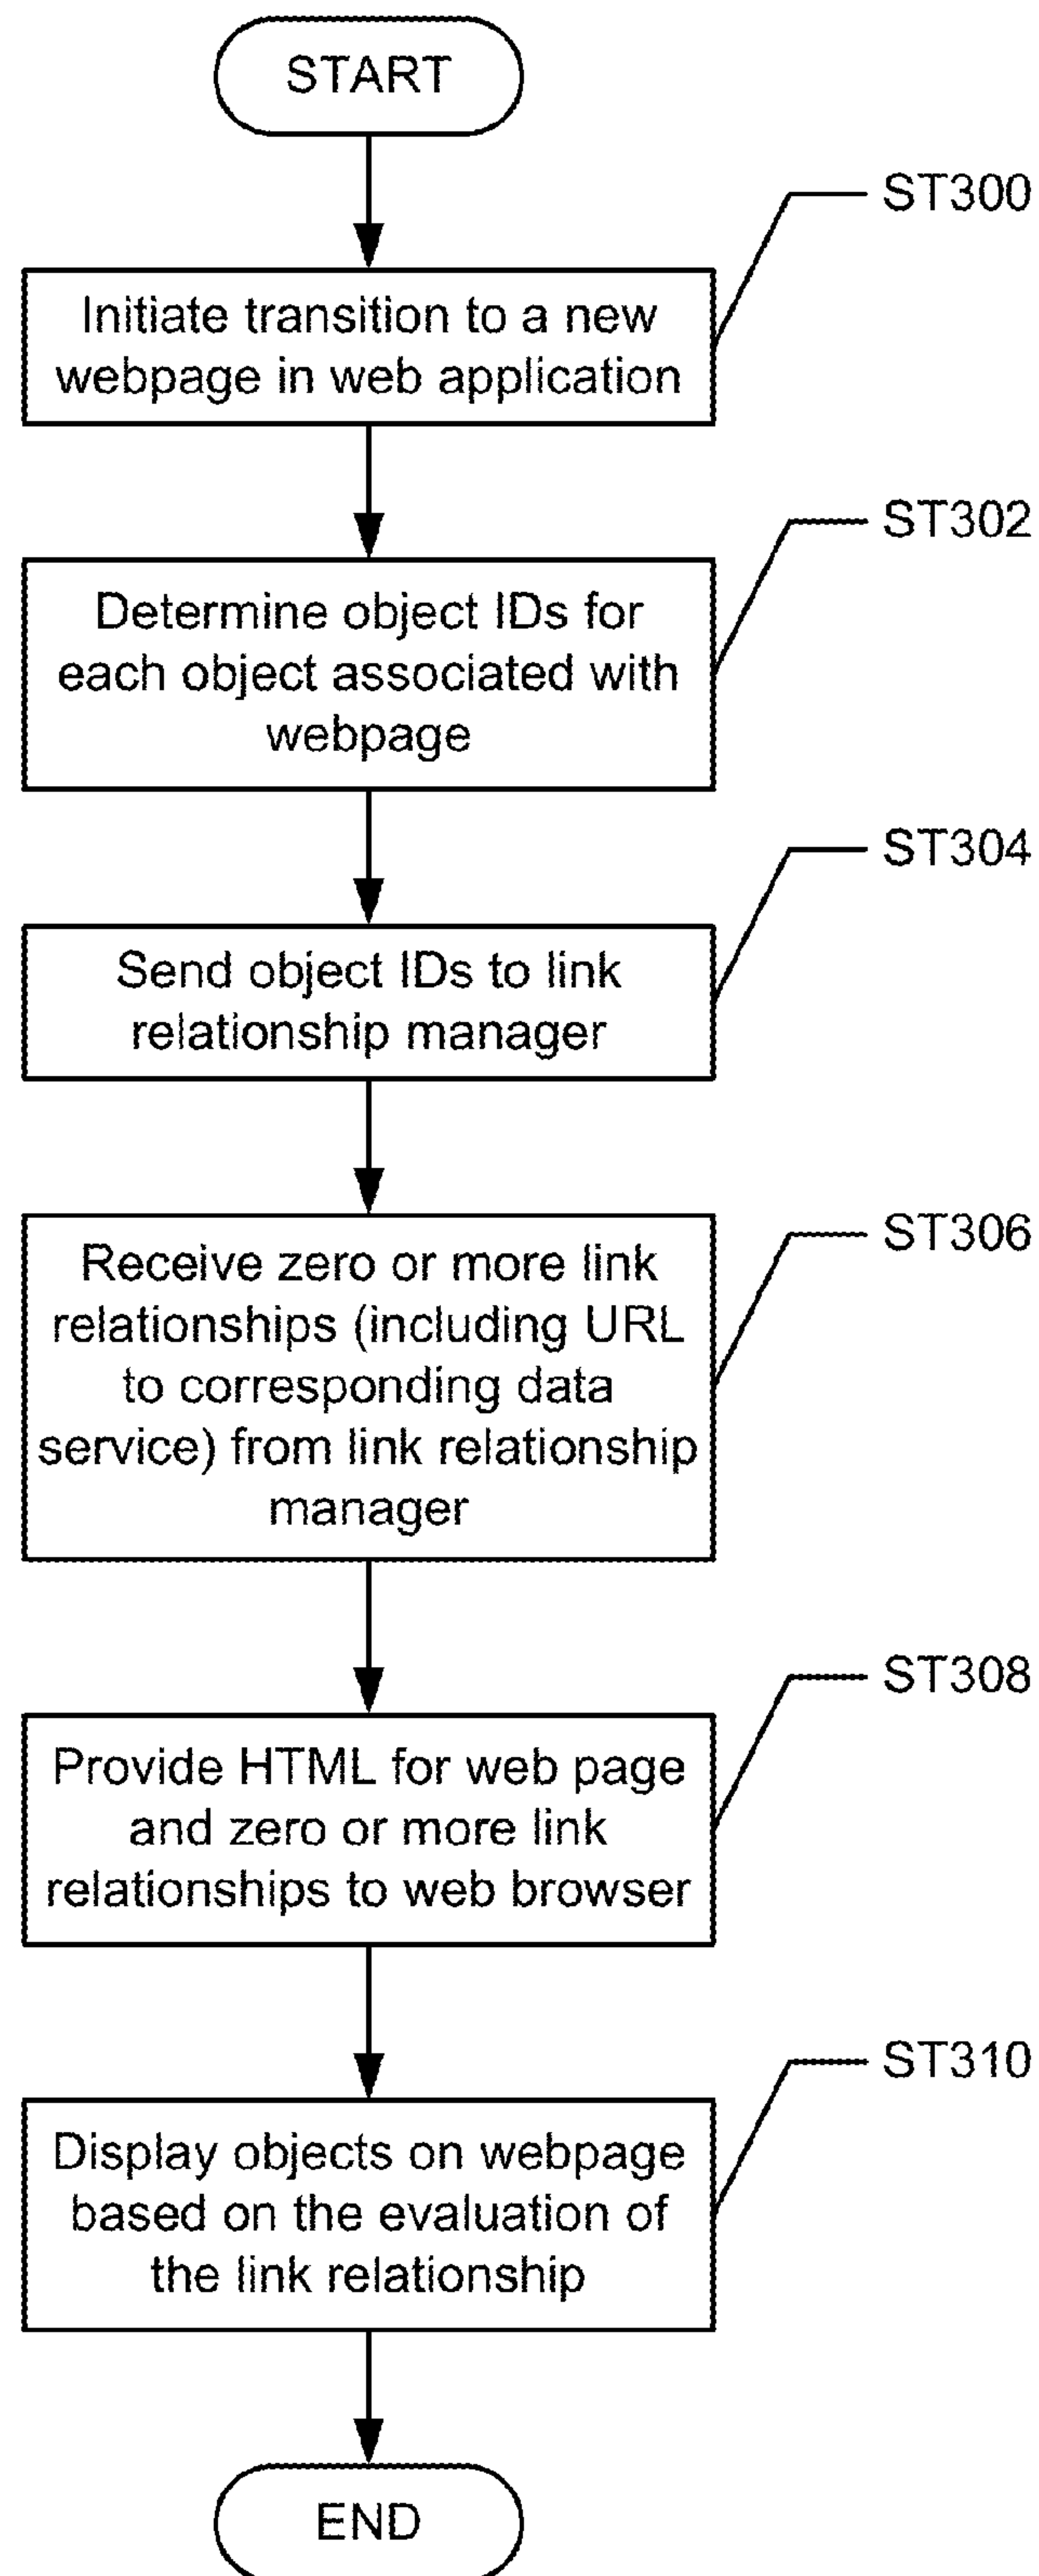 START
ST300
Initiate transition to a new
webpage in web application
ST302
Determine object IDs for
each object associated with
webpage
ST304
Send object IDs to link
relationship manager
ST306
Receive zero or more link
relationships (including URL
to corresponding data
service) from link relationship
manager
ST308
Provide HTML for web page
and zero or more link
relationships to web browser
ST310
Display objects on webpage
based on the evaluation of
the link relationship
END